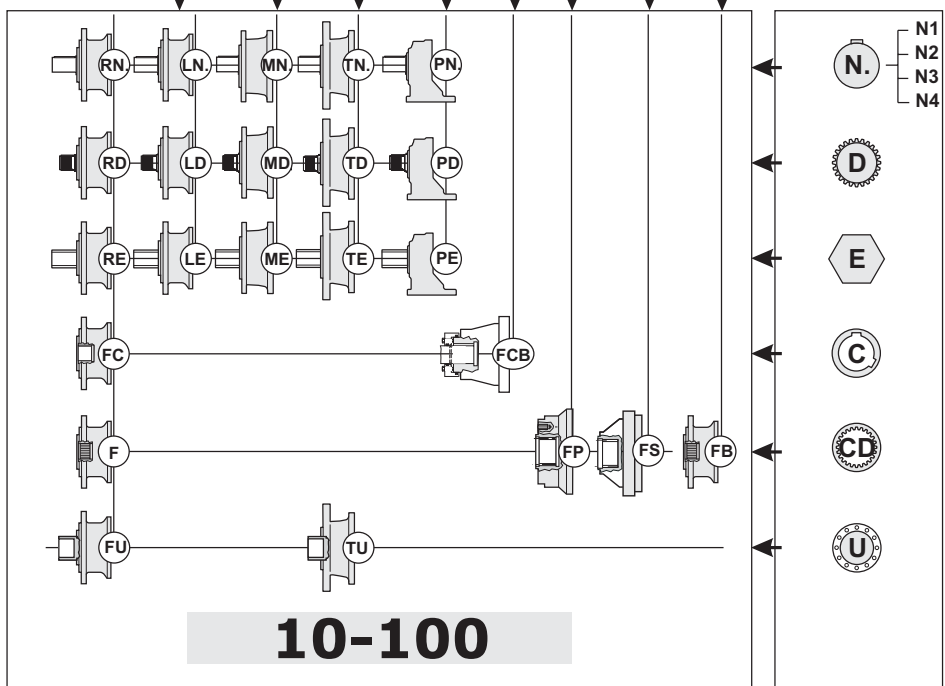 N1
RN. LN. MN. TN. PN. N. N2
N3
N4
RD LD MD TD PD D
RE LE ME TE PE E
FC FCB C
F FP FS FB CD
FU TU U
10-100